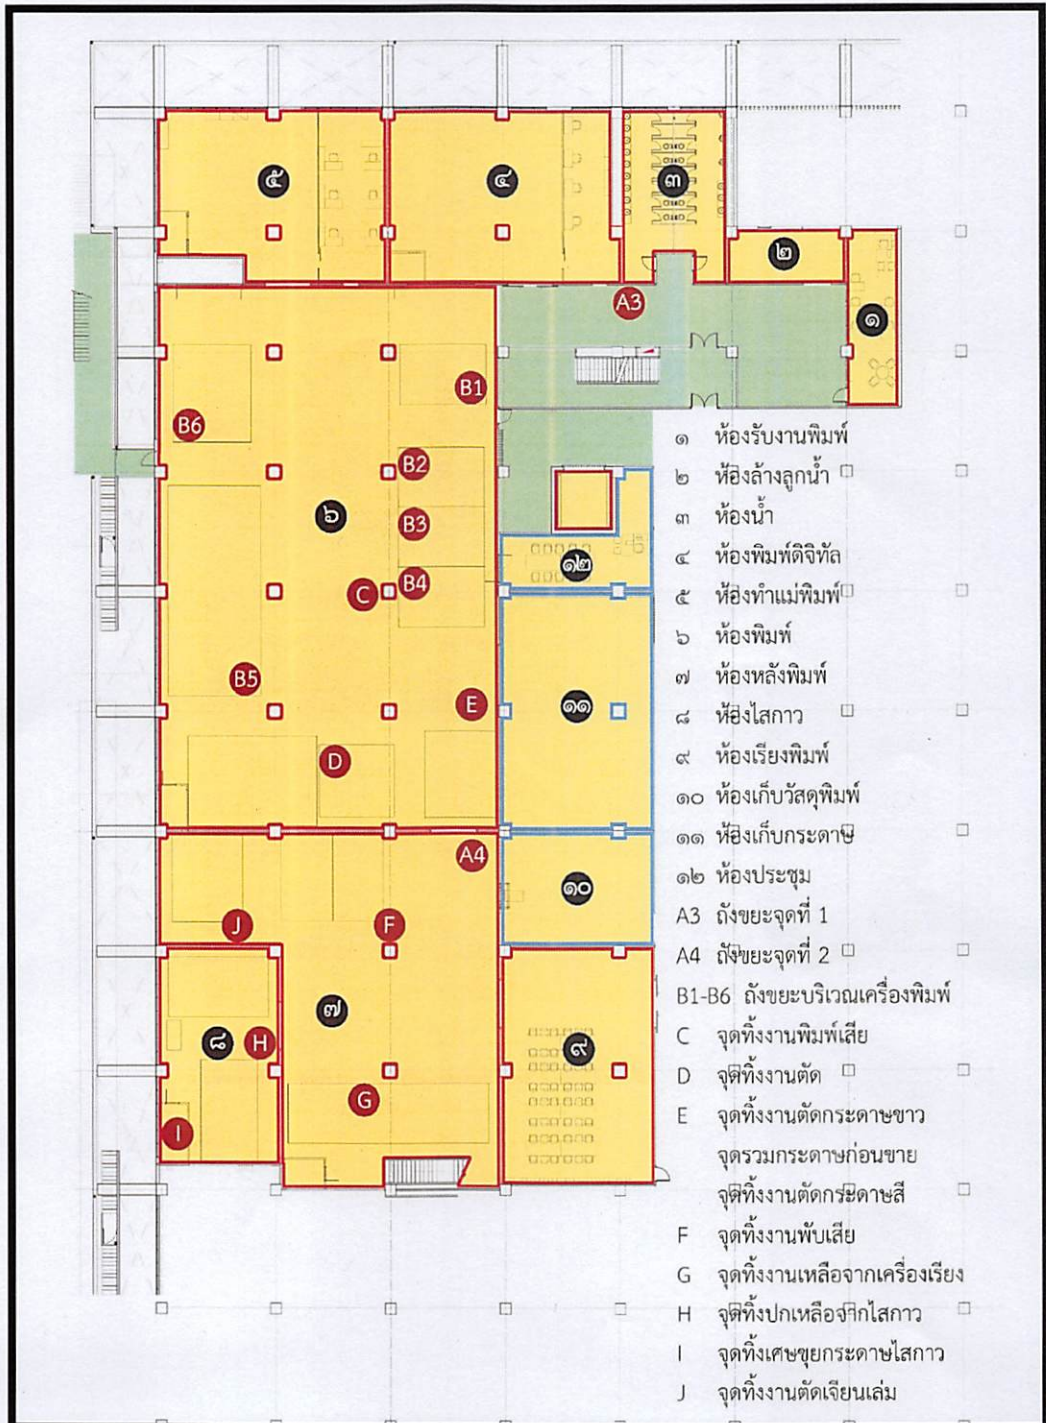 ๕
๔
๓
๒
๑
A3
B1
B6
B2
๖
B3
๑๒
B4
C
B5
E
๑๑
D
A4
๑๐
J
F
๗
๘
H
๙
G
I
๑ ห้องรับงานพิมพ์
๒ ห้องล้างลูกน้ำ
๓ ห้องน้ำ
๔ ห้องพิมพ์ดิจิทัล
๕ ห้องทำแม่พิมพ์
๖ ห้องพิมพ์
๗ ห้องหลังพิมพ์
๘ ห้องไสกาว
๙ ห้องเรียงพิมพ์
๑๐ ห้องเก็บวัสดุพิมพ์
๑๑ ห้องเก็บกระดาษ
๑๒ ห้องประชุม
A3 ถังขยะจุดที่ 1
A4 ถังขยะจุดที่ 2
B1-B6 ถังขยะบริเวณเครื่องพิมพ์
C จุดทิ้งงานพิมพ์เสีย
D จุดทิ้งงานตัด
E จุดทิ้งงานตัดกระดาษขาว
จุดรวมกระดาษก่อนขาย
จุดทิ้งงานตัดกระดาษสี
F จุดทิ้งงานพับเสีย
G จุดทิ้งงานเหลือจากเครื่องเรียง
H จุดทิ้งปกเหลือจากไสกาว
I จุดทิ้งเศษขุยกระดาษไสกาว
J จุดทิ้งงานตัดเจียนเล่ม